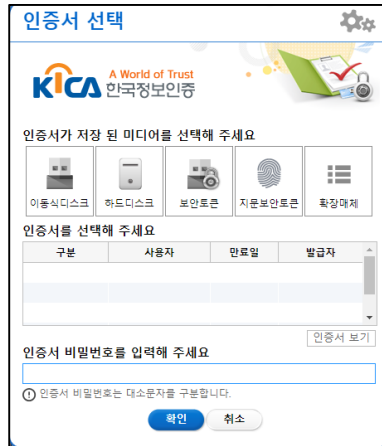 인증서 선택
KICA A World of Trust
한국정보인증
인증서가 저장 된 미디어를 선택해 주세요
이동식디스크 하드디스크 보안토큰 지문보안토큰 확장매체
인증서를 선택해 주세요
구분 사용자 만료일 발급자
인증서 보기
인증서 비밀번호를 입력해 주세요
인증서 비밀번호는 대소문자를 구분합니다.
확인 취소